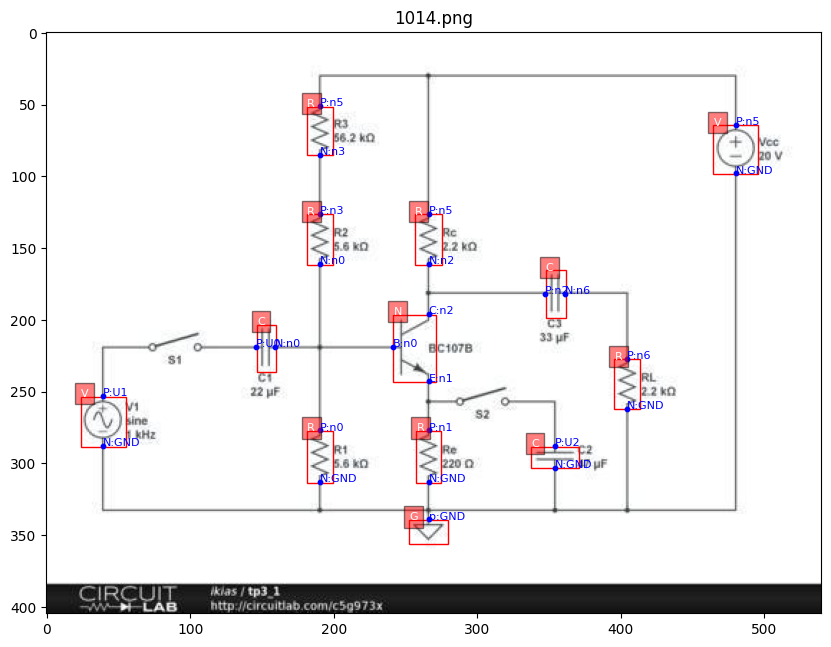 1014.png
0
50
100
150
200
250
300
350
400
0
100
200
300
400
500
R
P:n5
R3
56.2 kΩ
N:n3
V
P:n5
Vcc
20 V
N:GND
R
P:n3
R2
5.6 kΩ
N:n0
R
P:n5
Rc
2.2 kΩ
N:n2
C
N:n6
C3
33 µF
N
C:n2
B:n0
BC107B
E:n1
S1
C
N:n0
C1
22 µF
R
P:n6
RL
2.2 kΩ
N:GND
V
P:U1
V1
sine
1 kHz
N:GND
S2
R
P:n0
R1
5.6 kΩ
N:GND
R
P:n1
Re
220 Ω
N:GND
C
P:U2
C2
µF
N:GND
G
p:GND
CIRCUIT
LAB
ikias / tp3_1
http://circuitlab.com/c5g973x